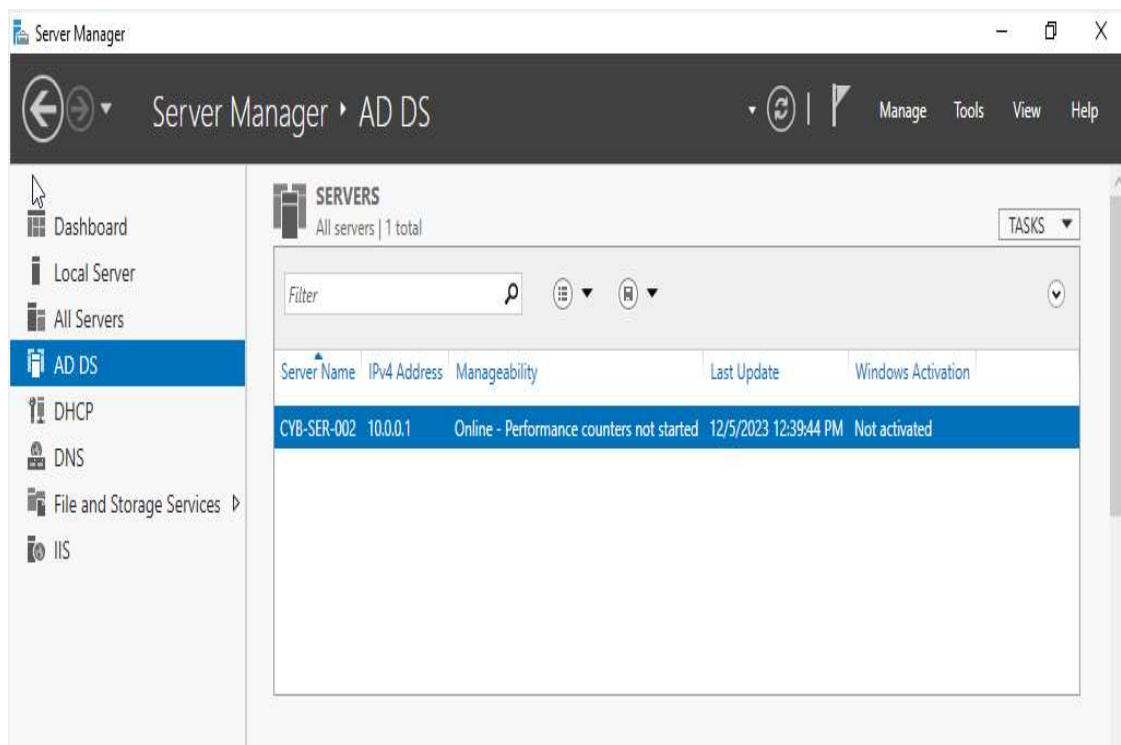 Server Manager
Server Manager ‣ AD DS
Manage Tools View Help
Dashboard
Local Server
All Servers
AD DS
DHCP
DNS
File and Storage Services
IIS
SERVERS
All servers | 1 total
TASKS
Filter
Server Name IPv4 Address Manageability Last Update Windows Activation
CYB-SER-002 10.0.0.1 Online - Performance counters not started 12/5/2023 12:39:44 PM Not activated